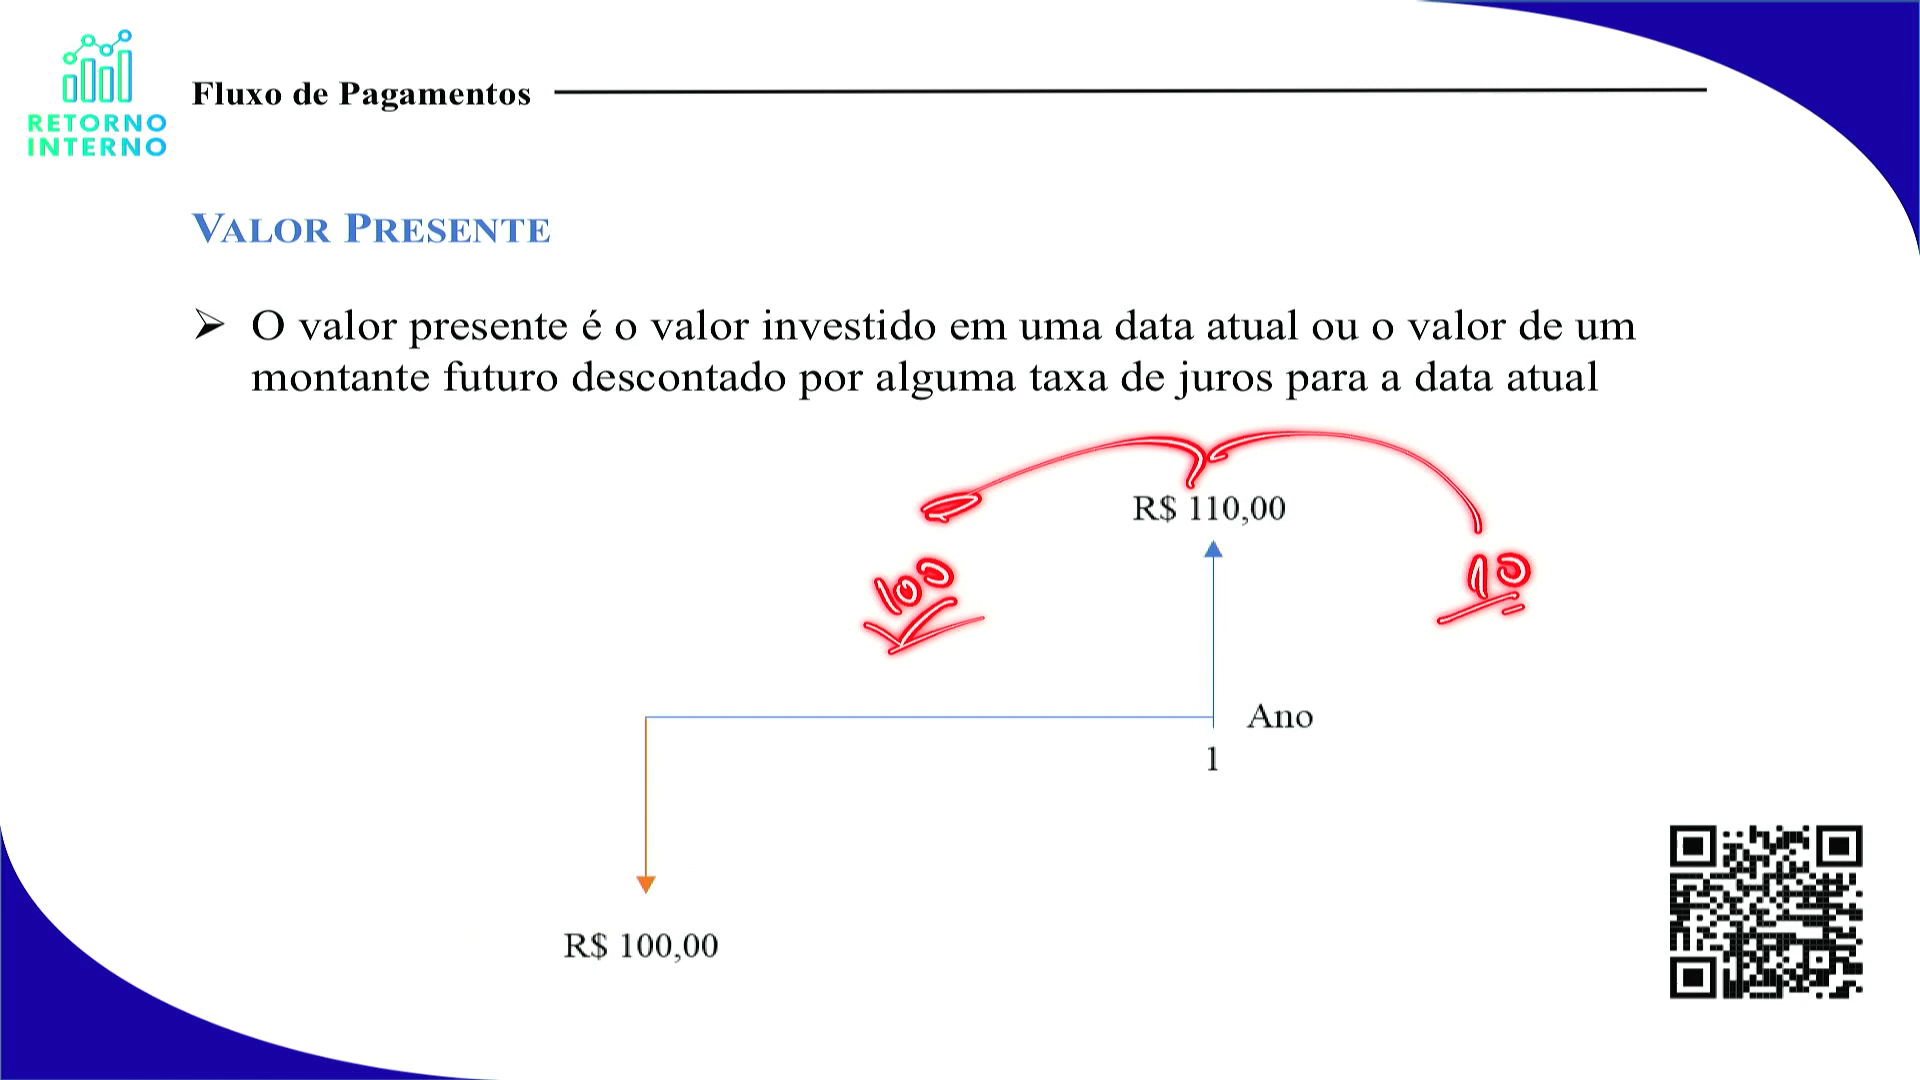 RETORNO
INTERNO
Fluxo de Pagamentos
VALOR PRESENTE
➢ O valor presente é o valor investido em uma data atual ou o valor de um
montante futuro descontado por alguma taxa de juros para a data atual
R$ 110,00
100
10
Ano
1
R$ 100,00